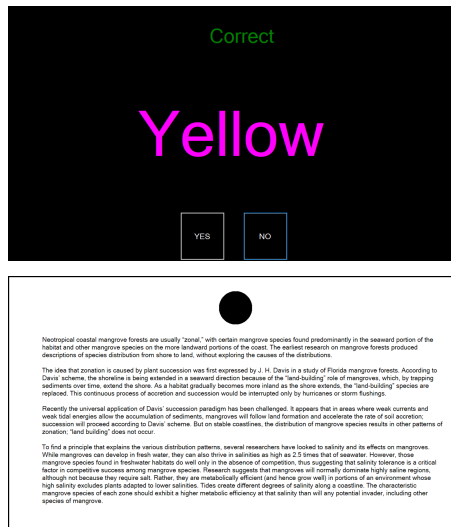 Correct
Yellow
YES
NO
Neotropical coastal mangrove forests are usually “zonal,” with certain mangrove species found predominantly in the seaward portion of the
habitat and other mangrove species on the more landward portions of the coast. The earliest research on mangrove forests produced
descriptions of species distribution from shore to land, without exploring the causes of the distributions.
The idea that zonation is caused by plant succession was first expressed by J. H. Davis in a study of Florida mangrove forests. According to
Davis’ scheme, the shoreline is being extended in a seaward direction because of the “land-building” role of mangroves, which, by trapping
sediments over time, extend the shore. As a habitat gradually becomes more inland as the shore extends, the “land-building” species are
replaced. This continuous process of accretion and succession would be interrupted only by hurricanes or storm flushings.
Recently the universal application of Davis’ succession paradigm has been challenged. It appears that in areas where weak currents and
weak tidal energies allow the accumulation of sediments, mangroves will follow land formation and accelerate the rate of soil accretion;
succession will proceed according to Davis’ scheme. But on stable coastlines, the distribution of mangrove species results in other patterns of
zonation; “land building” does not occur.
To find a principle that explains the various distribution patterns, several researchers have looked to salinity and its effects on mangroves.
While mangroves can develop in fresh water, they can also thrive in salinities as high as 2.5 times that of seawater. However, those
mangrove species found in freshwater habitats do well only in the absence of competition, thus suggesting that salinity tolerance is a critical
factor in competitive success among mangrove species. Research suggests that mangroves will normally dominate highly saline regions,
although not because they require salt. Rather, they are metabolically efficient (and hence grow well) in portions of an environment whose
high salinity excludes plants adapted to lower salinities. Tides create different degrees of salinity along a coastline. The characteristic
mangrove species of each zone should exhibit a higher metabolic efficiency at that salinity than will any potential invader, including other
species of mangrove.